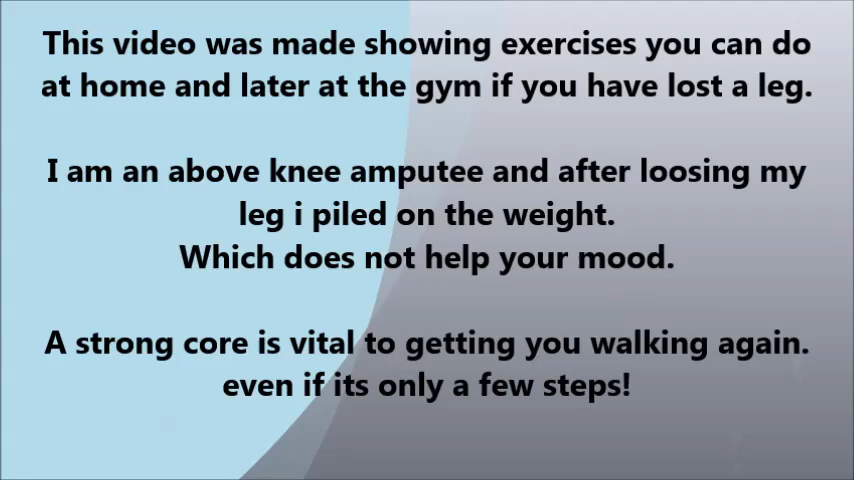 This video was made showing exercises you can do
at home and later at the gym if you have lost a leg.
I am an above knee amputee and after loosing my
leg i piled on the weight.
Which does not help your mood.
A strong core is vital to getting you walking again.
even if its only a few steps!